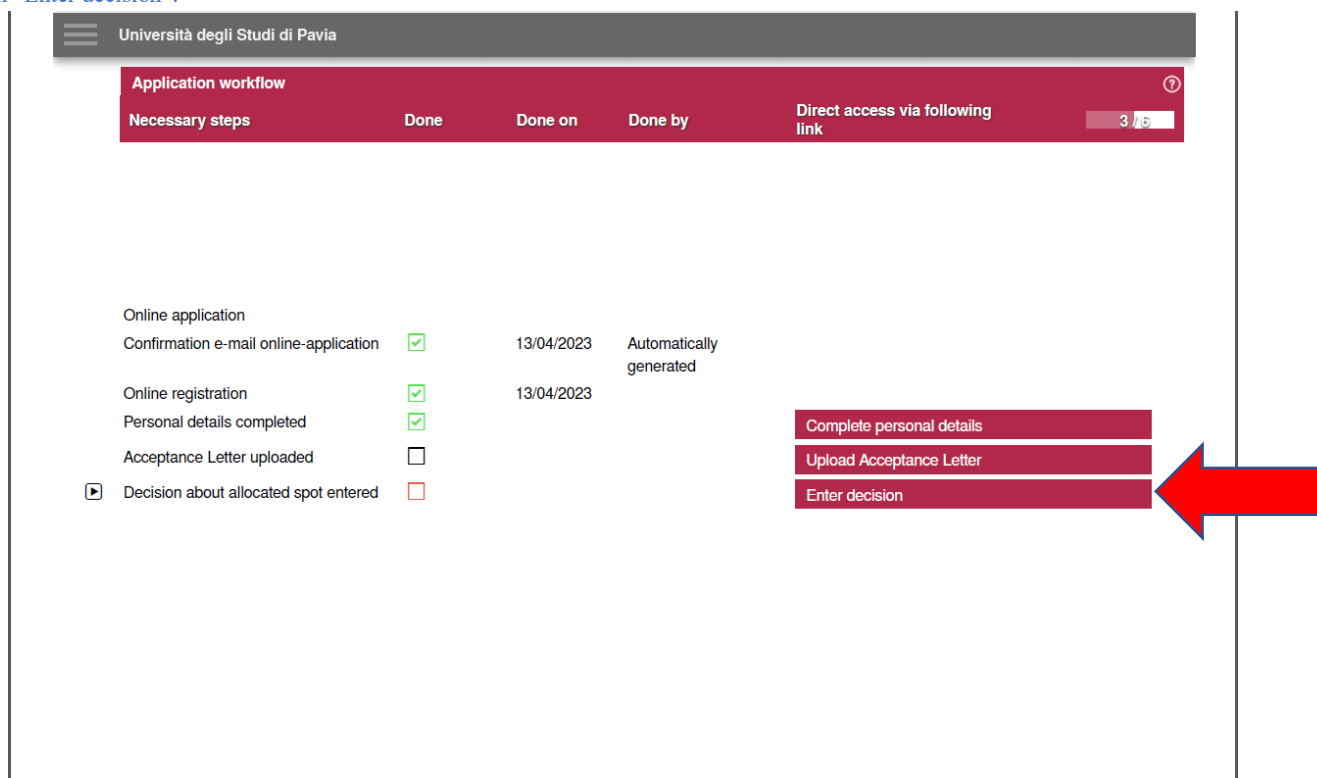 Enter decision
Università degli Studi di Pavia
Application workflow
Necessary steps Done Done on Done by Direct access via following link 3 / 6
Online application
Confirmation e-mail online-application 13/04/2023 Automatically generated
Online registration 13/04/2023
Personal details completed Complete personal details
Acceptance Letter uploaded Upload Acceptance Letter
Decision about allocated spot entered Enter decision